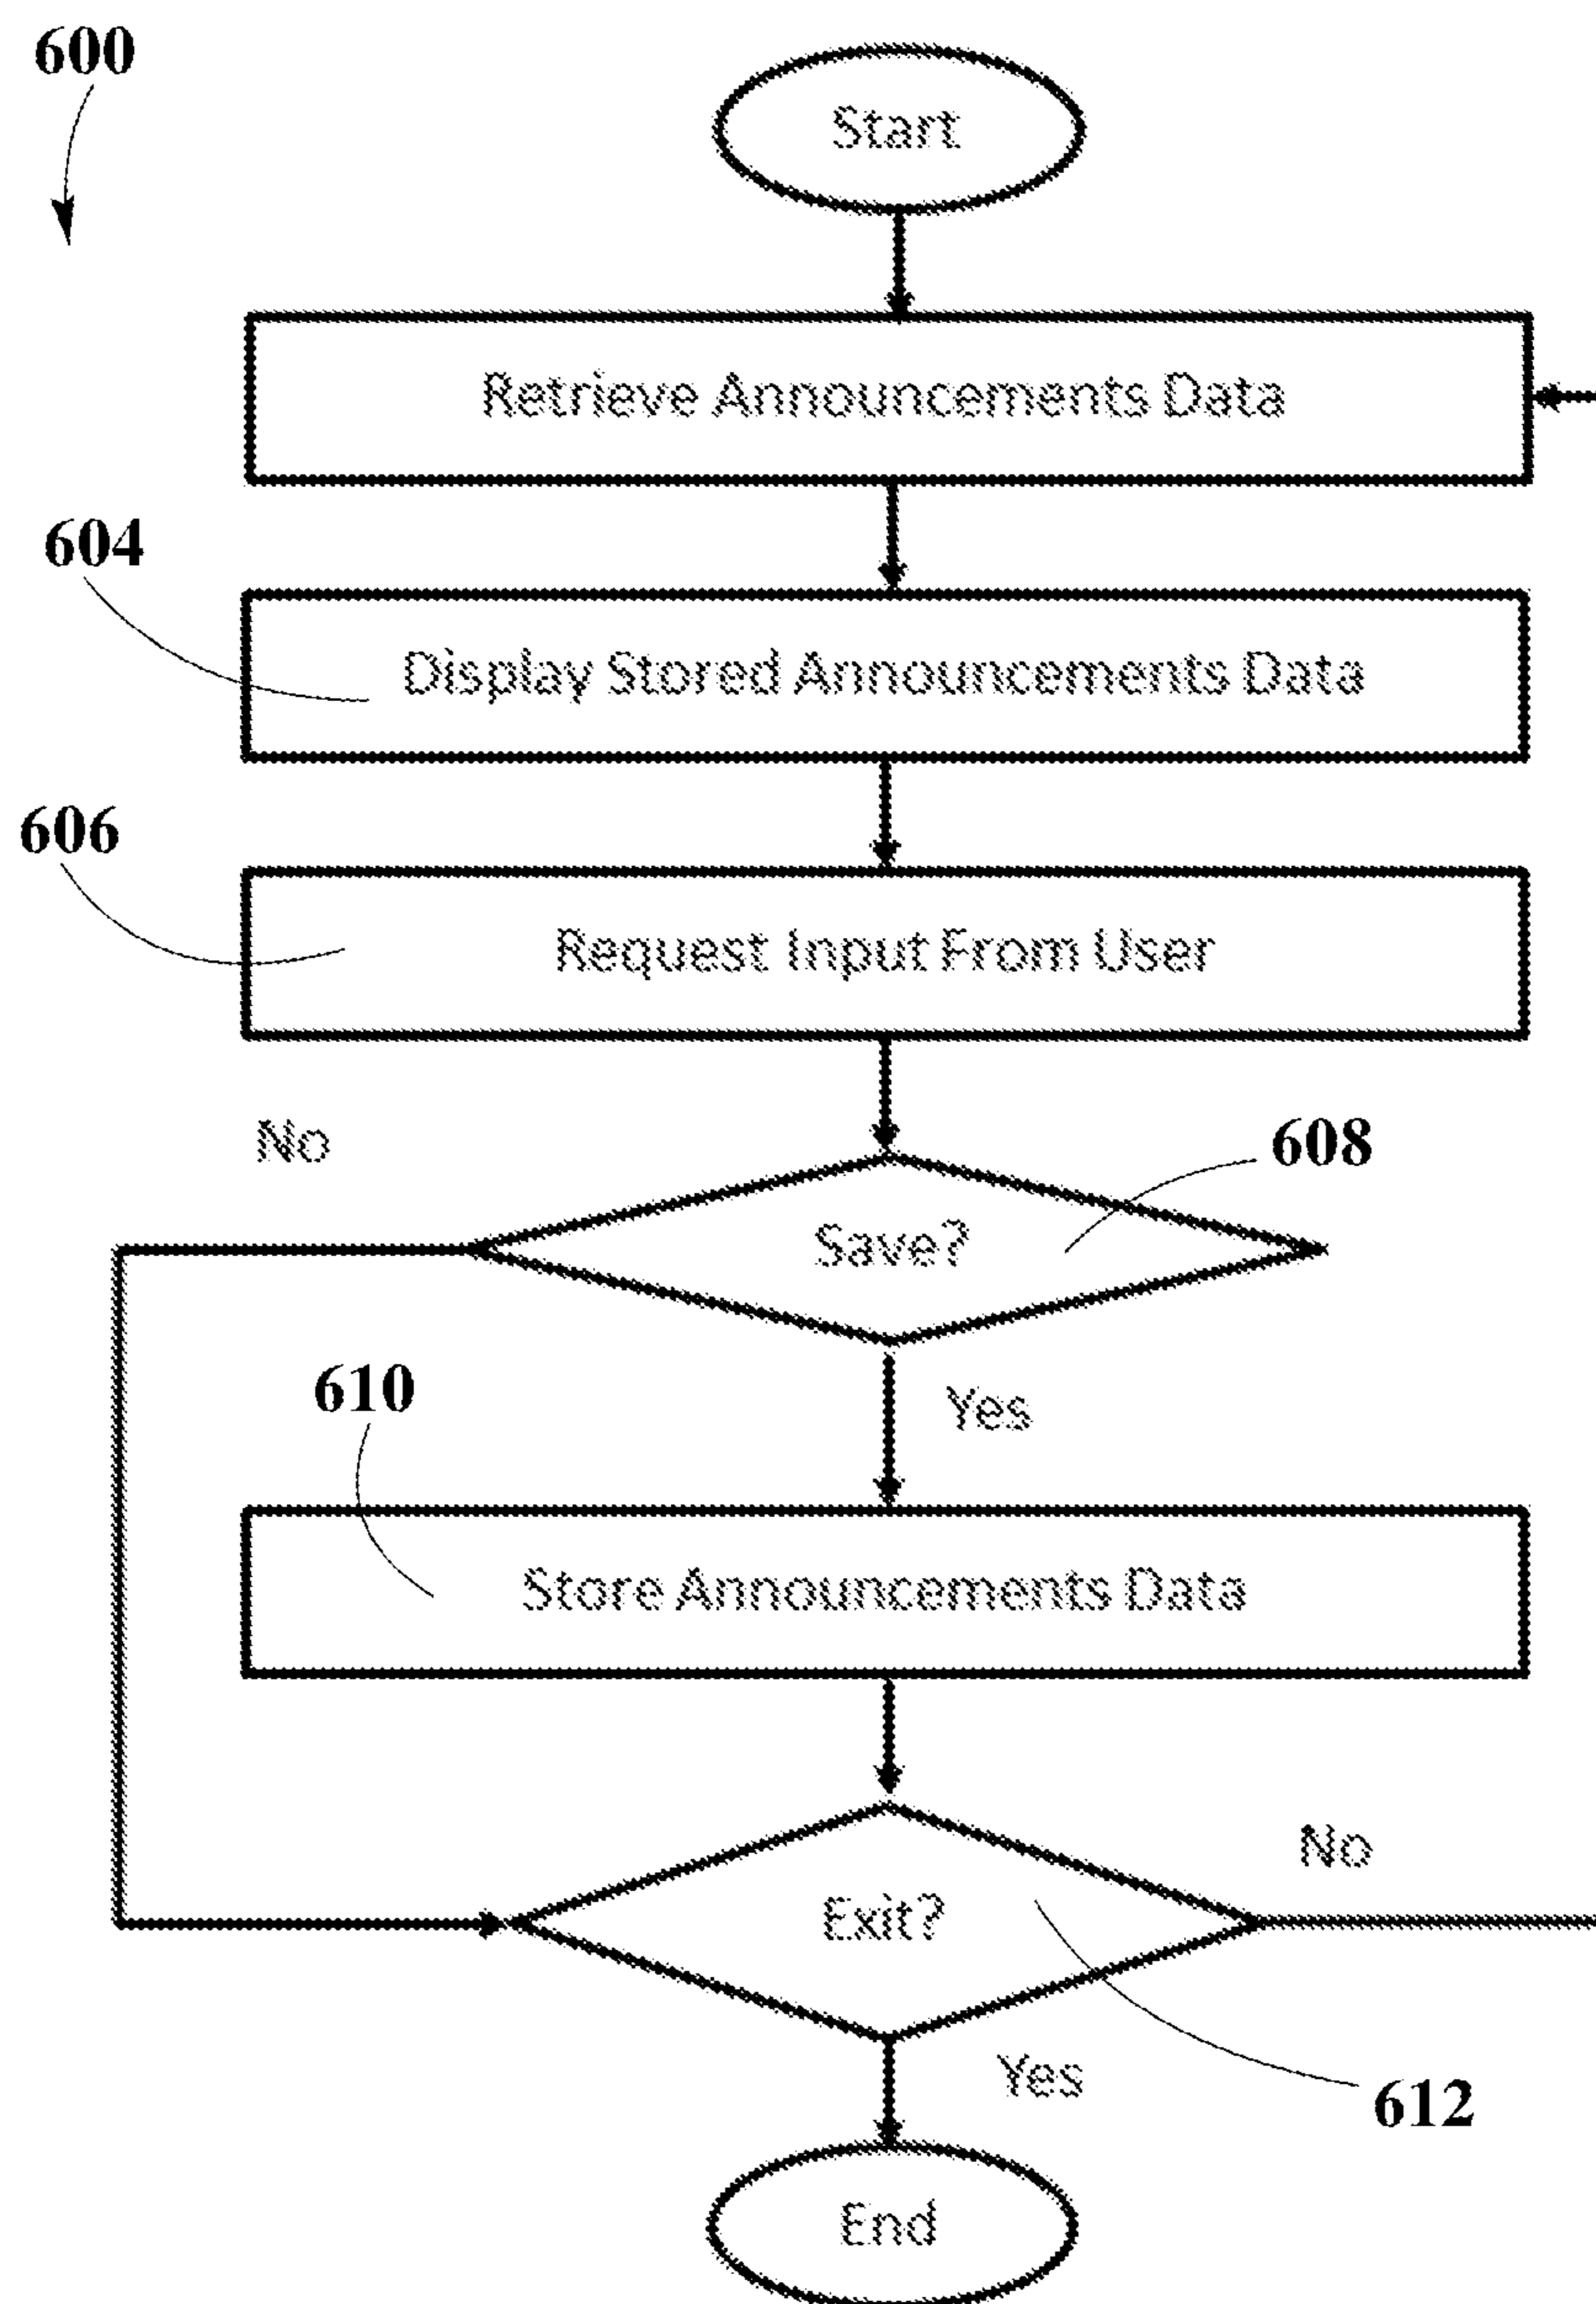 600
Start
Retrieve Announcements Data
604
Display Stored Announcements Data
606
Request Input From User
No
608
Save?
Yes
610
Store Announcements Data
No
Exit?
Yes
612
End